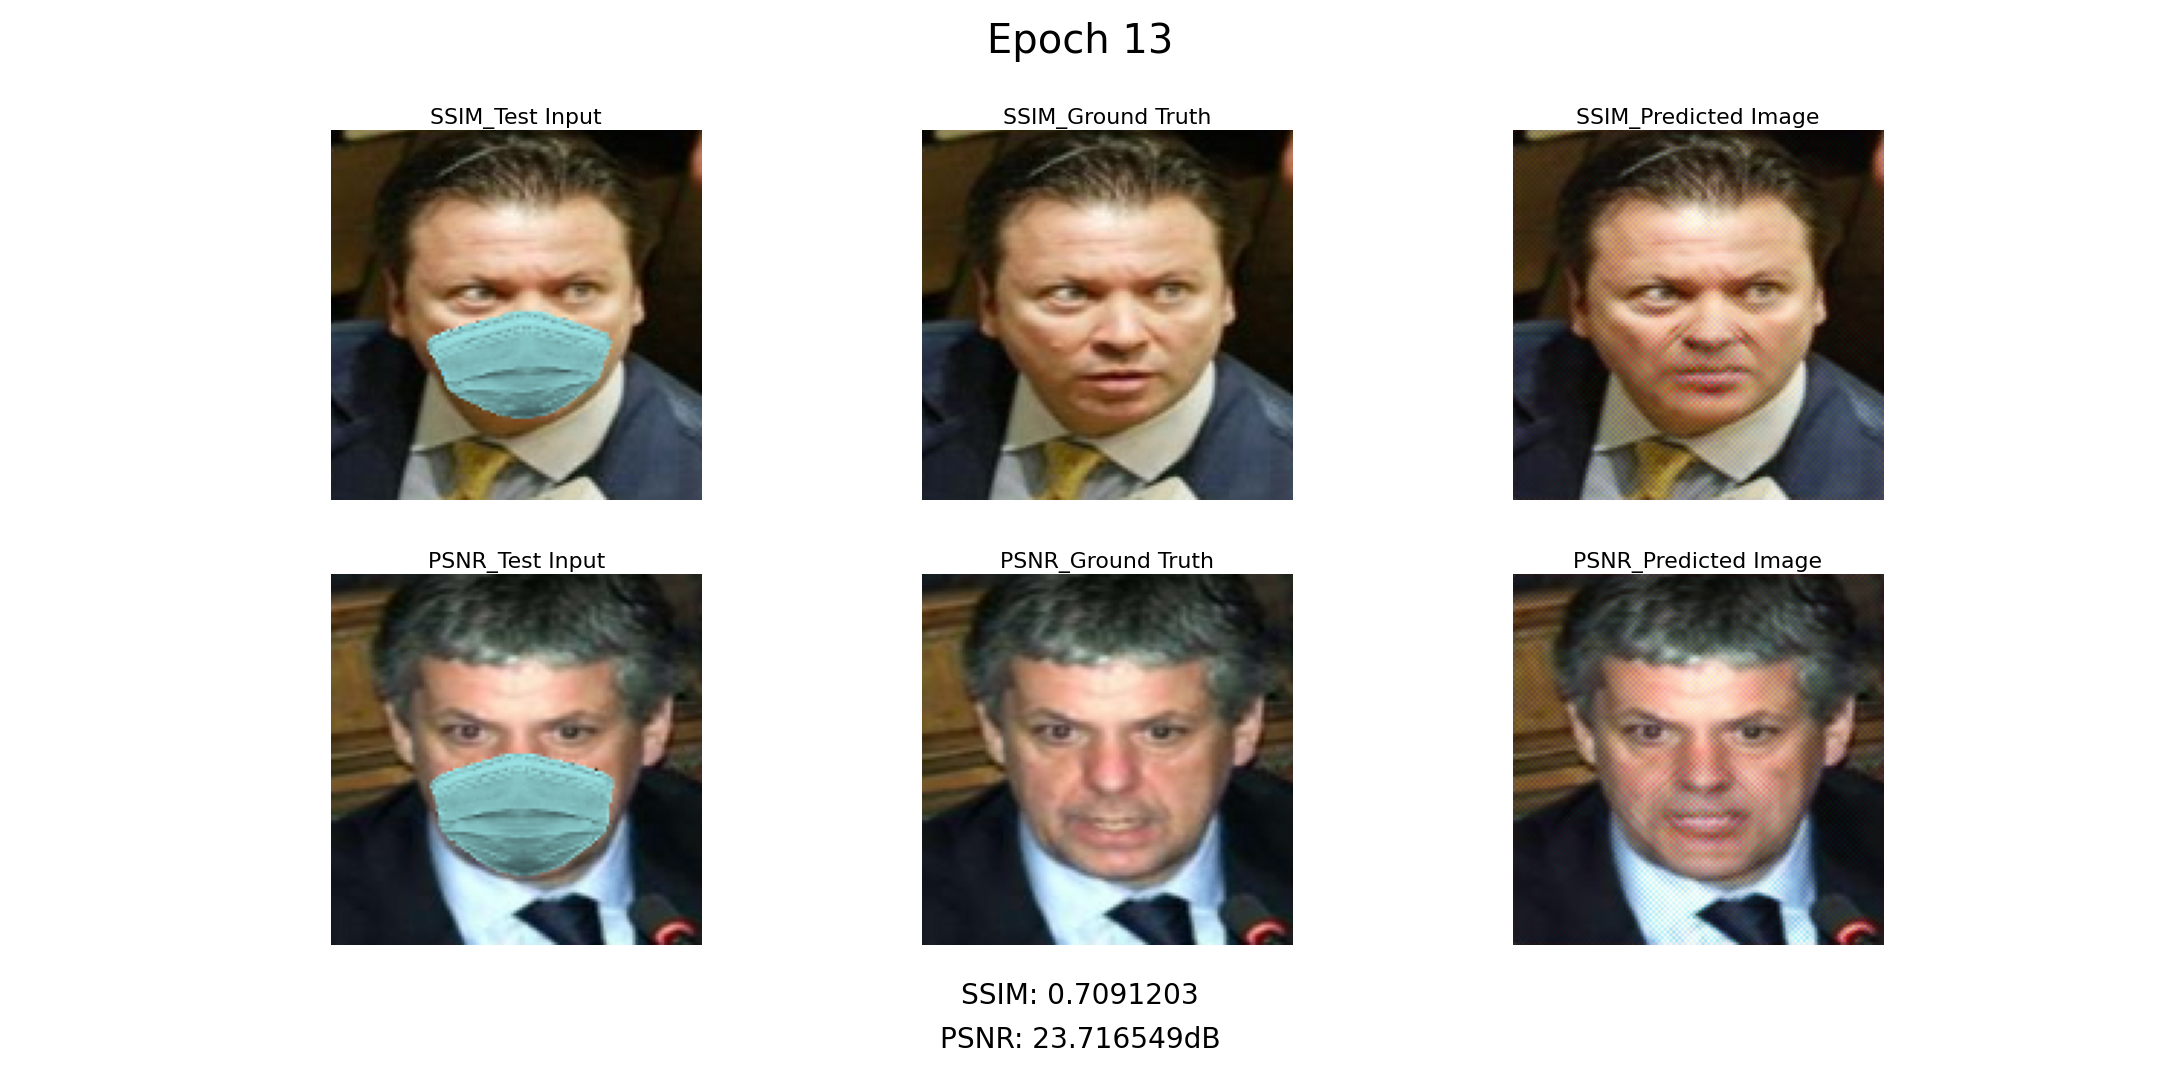 Epoch 13
SSIM_Test Input
SSIM_Ground Truth
SSIM_Predicted Image
PSNR_Test Input
PSNR_Ground Truth
PSNR_Predicted Image
SSIM: 0.7091203
PSNR: 23.716549dB